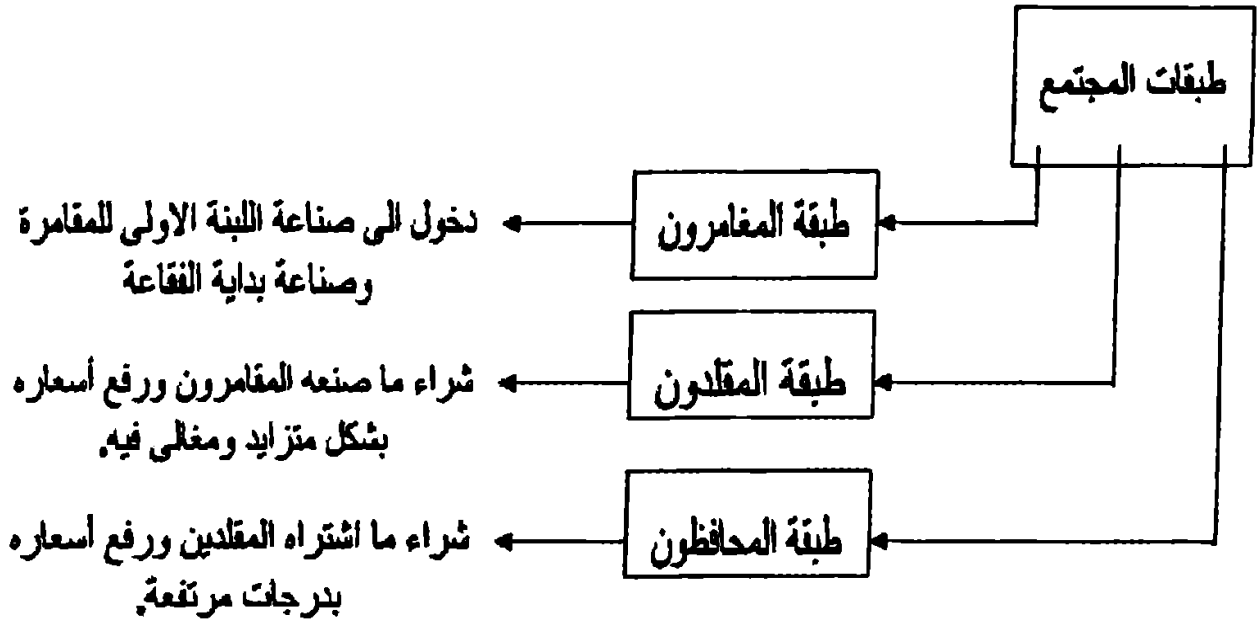 طبقات المجتمع
طبقة المغامرون
دخول الى صناعة اللبنة الاولى للمقامرة
وصناعة بداية الفقاعة
طبقة المقلدون
شراء ما صنعه المقامرون ورفع أسعاره
بشكل متزايد ومغالى فيه.
طبقة المحافظون
شراء ما اشتراه المقلدين ورفع أسعاره
بدرجات مرتفعة.